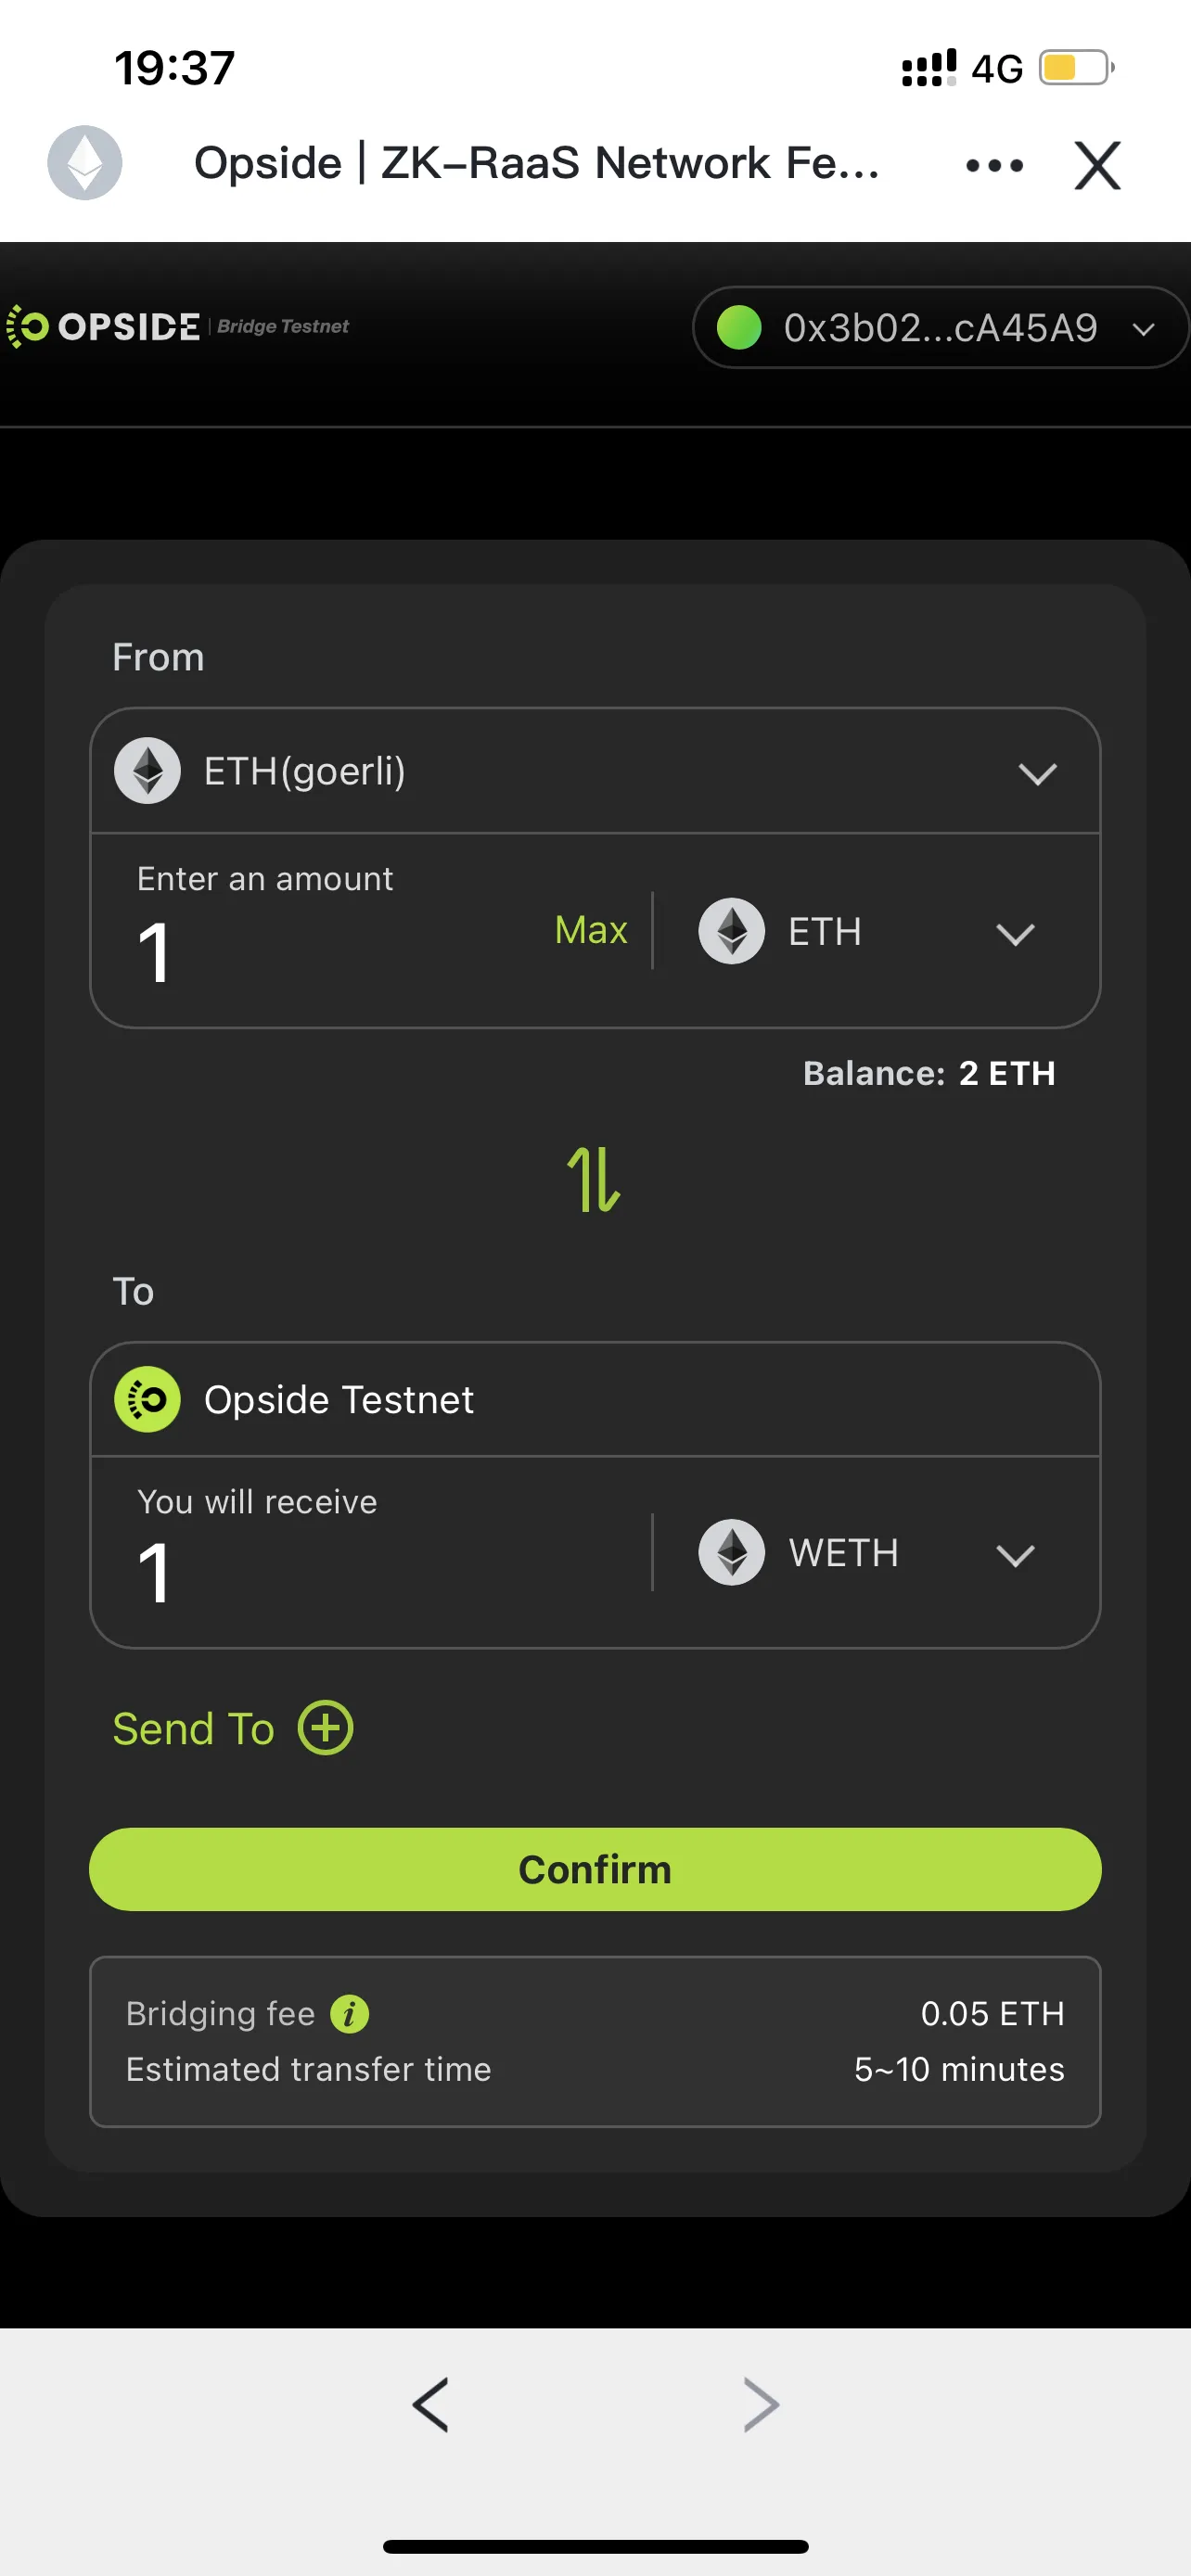 19:37
4G
Opside | ZK-RaaS Network Fe...
OPSIDE | Bridge Testnet
0x3b02...cA45A9
From
ETH(goerli)
Enter an amount
1
Max
ETH
Balance: 2 ETH
To
Opside Testnet
You will receive
1
WETH
Send To
Confirm
Bridging fee i 0.05 ETH
Estimated transfer time 5~10 minutes